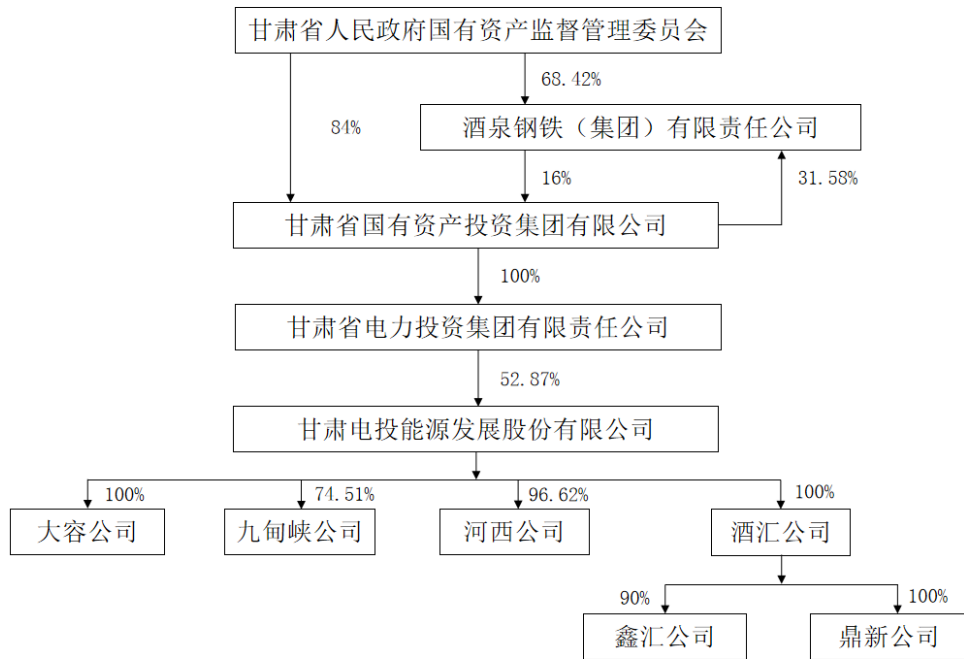 甘肃省人民政府国有资产监督管理委员会
68.42%
84%
酒泉钢铁（集团）有限责任公司
16%
31.58%
甘肃省国有资产投资集团有限公司
100%
甘肃省电力投资集团有限责任公司
52.87%
甘肃电投能源发展股份有限公司
100%
74.51%
96.62%
100%
大容公司
九甸峡公司
河西公司
酒汇公司
90%
100%
鑫汇公司
鼎新公司